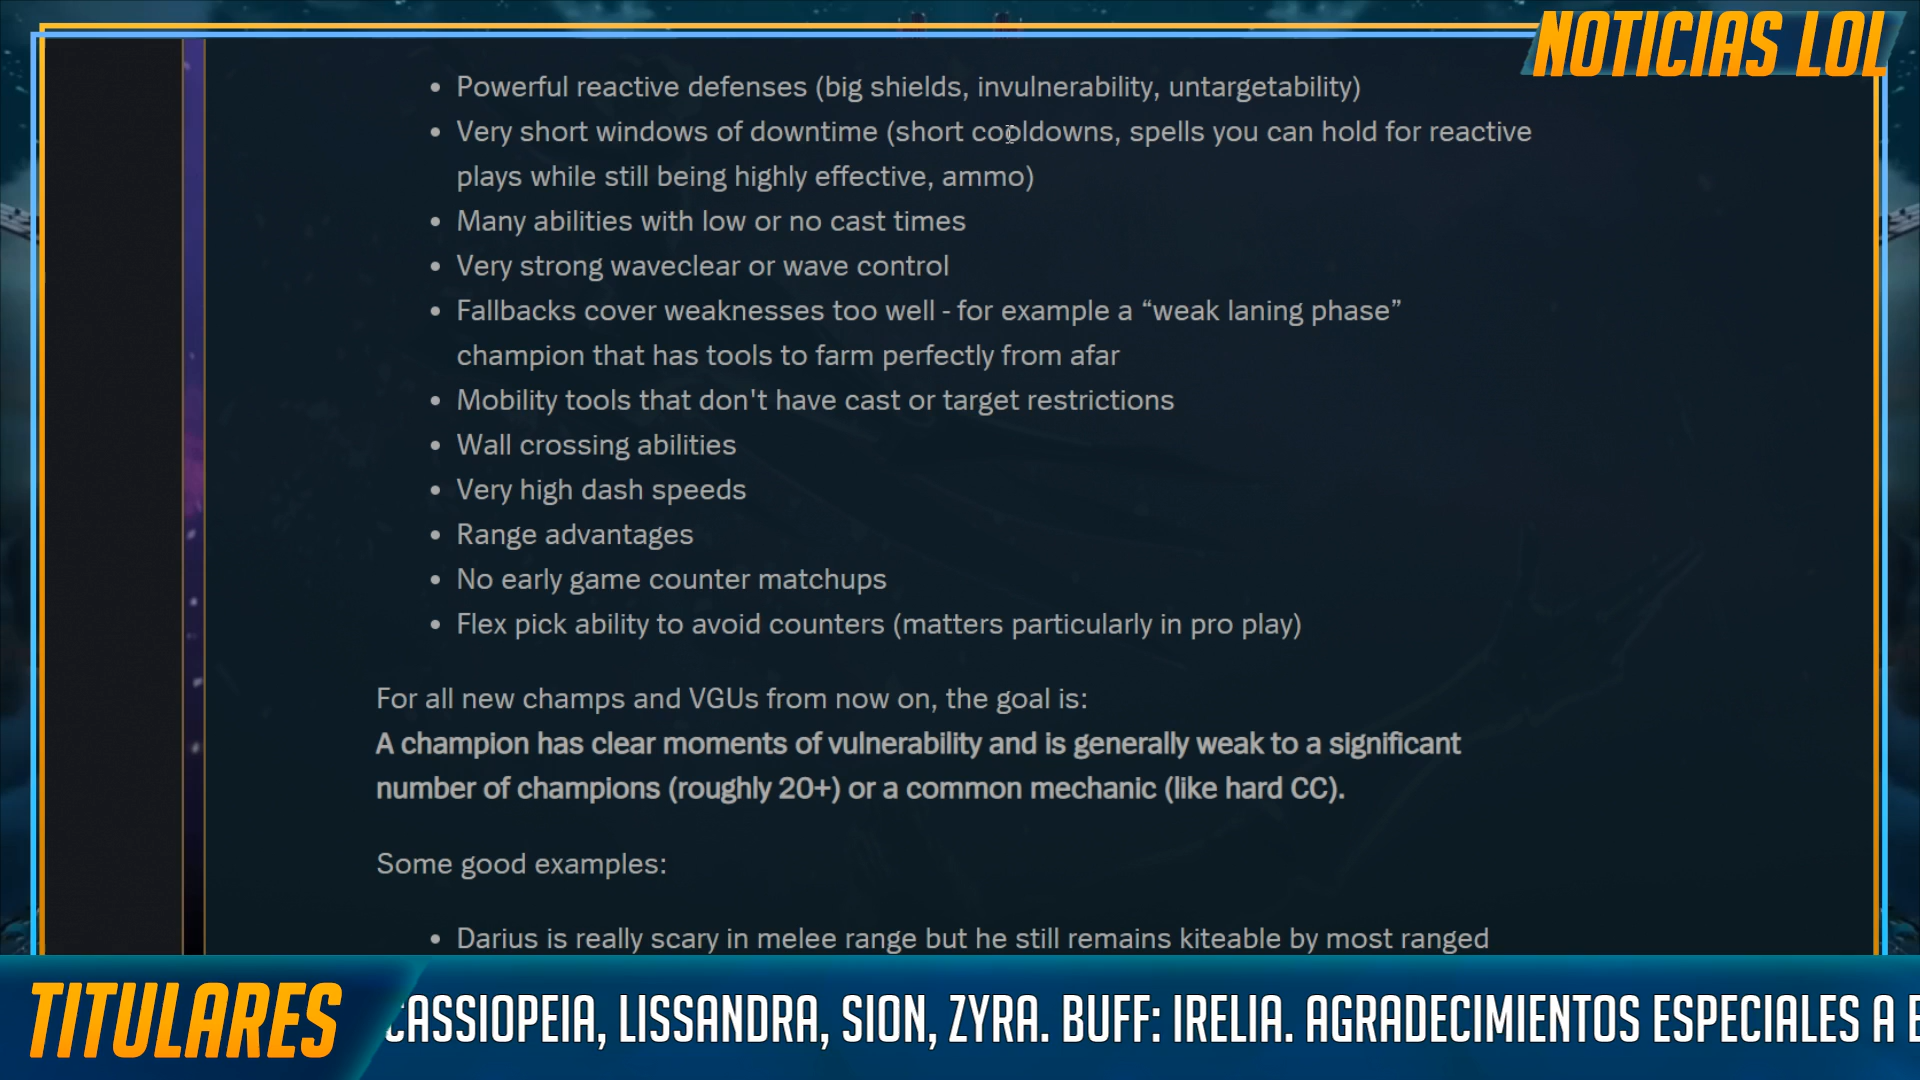 NOTICIAS LOL
• Powerful reactive defenses (big shields, invulnerability, untargetability)
• Very short windows of downtime (short cooldowns, spells you can hold for reactive
plays while still being highly effective, ammo)
• Many abilities with low or no cast times
• Very strong waveclear or wave control
• Fallbacks cover weaknesses too well - for example a “weak laning phase”
champion that has tools to farm perfectly from afar
• Mobility tools that don't have cast or target restrictions
• Wall crossing abilities
• Very high dash speeds
• Range advantages
• No early game counter matchups
• Flex pick ability to avoid counters (matters particularly in pro play)
For all new champs and VGUs from now on, the goal is:
A champion has clear moments of vulnerability and is generally weak to a significant
number of champions (roughly 20+) or a common mechanic (like hard CC).
Some good examples:
• Darius is really scary in melee range but he still remains kiteable by most ranged
TITULARES
CASSIOPEIA, LISSANDRA, SION, ZYRA. BUFF: IRELIA. AGRADECIMIENTOS ESPECIALES A